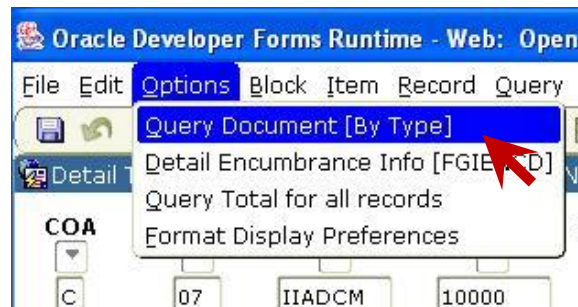 Oracle Developer Forms Runtime - Web: Open
File Edit Options Block Item Record Query
Query Document [By Type]
Detail
Detail Encumbrance Info
Query Total for all records
Format Display Preferences
COA
C 07 IIADCM 10000